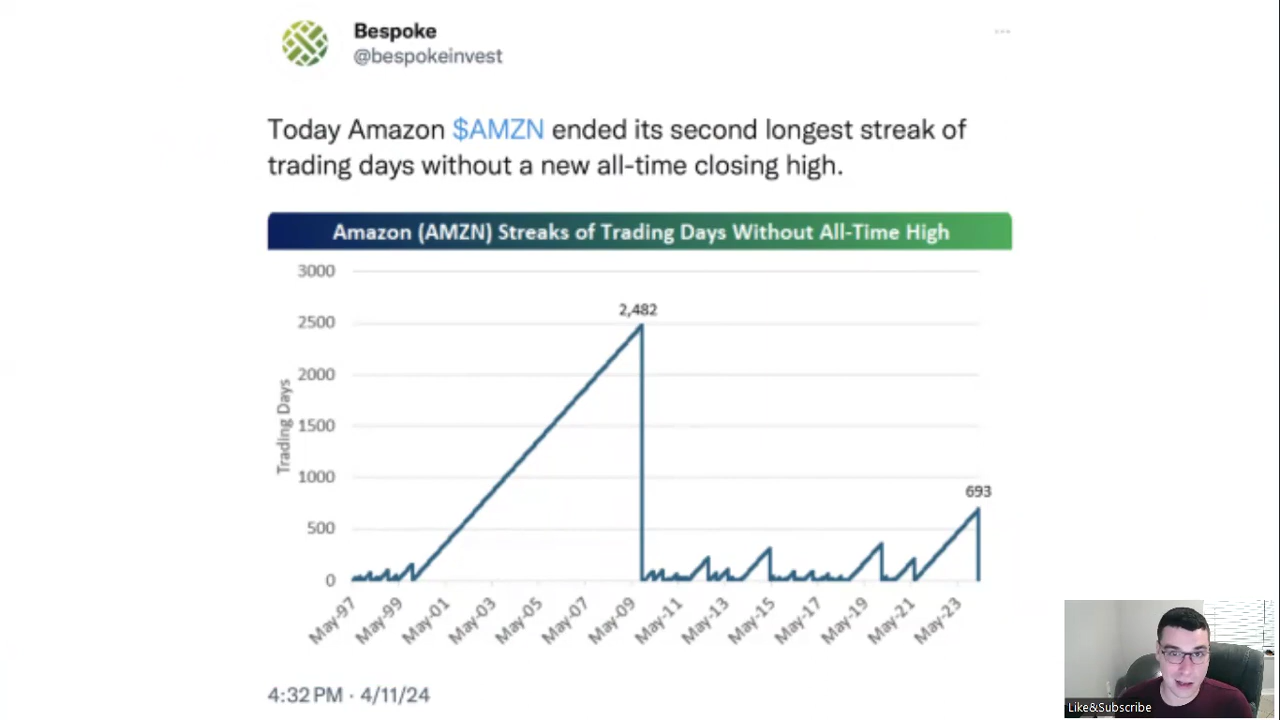 Bespoke
@bespokeinvest
Today Amazon $AMZN ended its second longest streak of
trading days without a new all-time closing high.
Amazon (AMZN) Streaks of Trading Days Without All-Time High
3000
2500
2000
1500
1000
500
0
Trading Days
2,482
693
May-97
May-99
May-01
May-03
May-05
May-07
May-09
May-11
May-13
May-15
May-17
May-19
May-21
May-23
4:32 PM · 4/11/24
Like&Subscribe